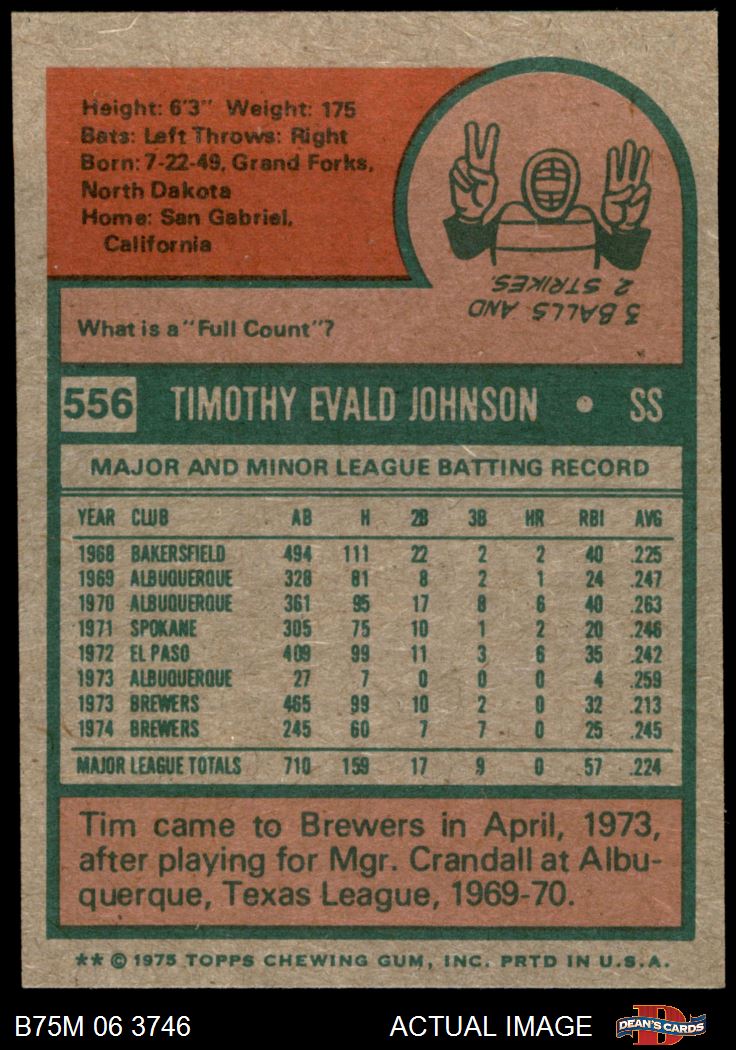 Height: 6'3" Weight: 175
Bats: Left Throws: Right
Born: 7-22-49, Grand Forks,
North Dakota
Home: San Gabriel,
California
3 BALLS AND
2 STRIKES.
What is a "Full Count"?
556 TIMOTHY EVALD JOHNSON • SS
MAJOR AND MINOR LEAGUE BATTING RECORD
YEAR CLUB AB H 2B 3B HR RBI AVG
1968 BAKERSFIELD 494 111 22 2 2 40 .225
1969 ALBUQUERQUE 328 81 8 2 1 24 .247
1970 ALBUQUERQUE 361 95 17 8 6 40 .263
1971 SPOKANE 305 75 10 1 2 20 .246
1972 EL PASO 409 99 11 3 6 35 .242
1973 ALBUQUERQUE 27 7 0 0 0 4 .259
1973 BREWERS 465 99 10 2 0 32 .213
1974 BREWERS 245 60 7 7 0 25 .245
MAJOR LEAGUE TOTALS 710 159 17 9 0 57 .224
Tim came to Brewers in April, 1973,
after playing for Mgr. Crandall at Albu-
querque, Texas League, 1969-70.
** © 1975 TOPPS CHEWING GUM, INC. PRTD IN U.S.A.
B75M 06 3746 ACTUAL IMAGE D DEAN'S CARDS